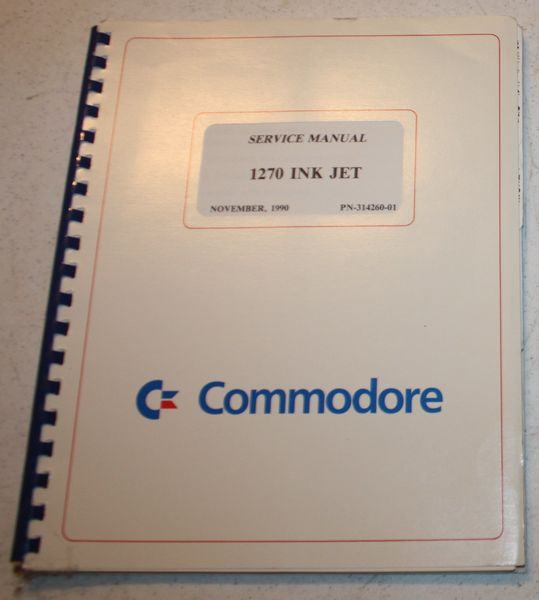 SERVICE MANUAL
1270 INK JET
NOVEMBER, 1990 PN-314260-01
Commodore